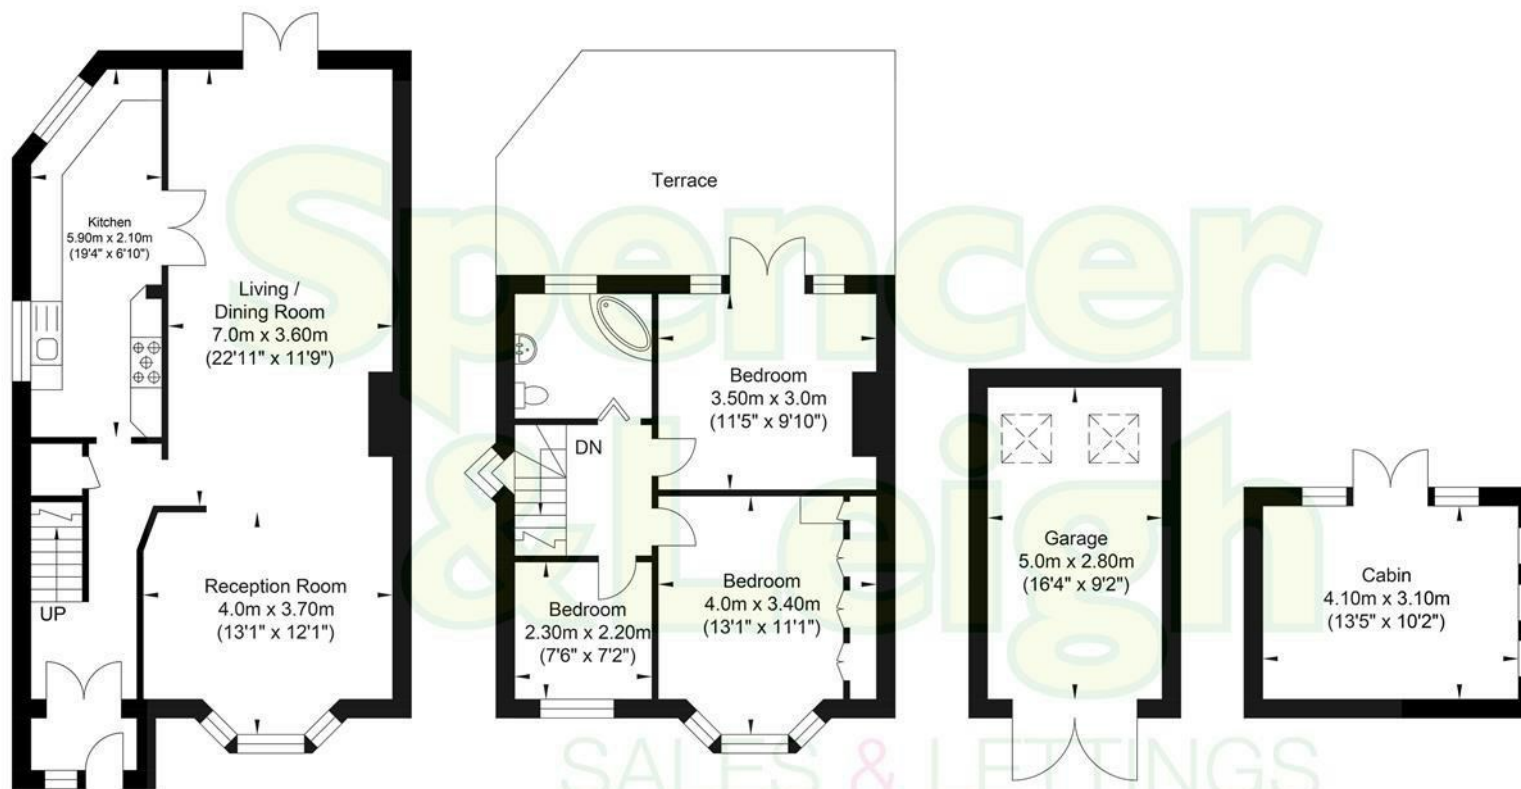 Kitchen
5.90m x 2.10m
(19'4" x 6'10")
Living /
Dining Room
7.0m x 3.60m
(22'11" x 11'9")
UP
Reception Room
4.0m x 3.70m
(13'1" x 12'1")
Terrace
DN
Bedroom
3.50m x 3.0m
(11'5" x 9'10")
Bedroom
2.30m x 2.20m
(7'6" x 7'2")
Bedroom
4.0m x 3.40m
(13'1" x 11'1")
Garage
5.0m x 2.80m
(16'4" x 9'2")
Cabin
4.10m x 3.10m
(13'5" x 10'2")
Spencer
& Leigh
SALES & LETTINGS